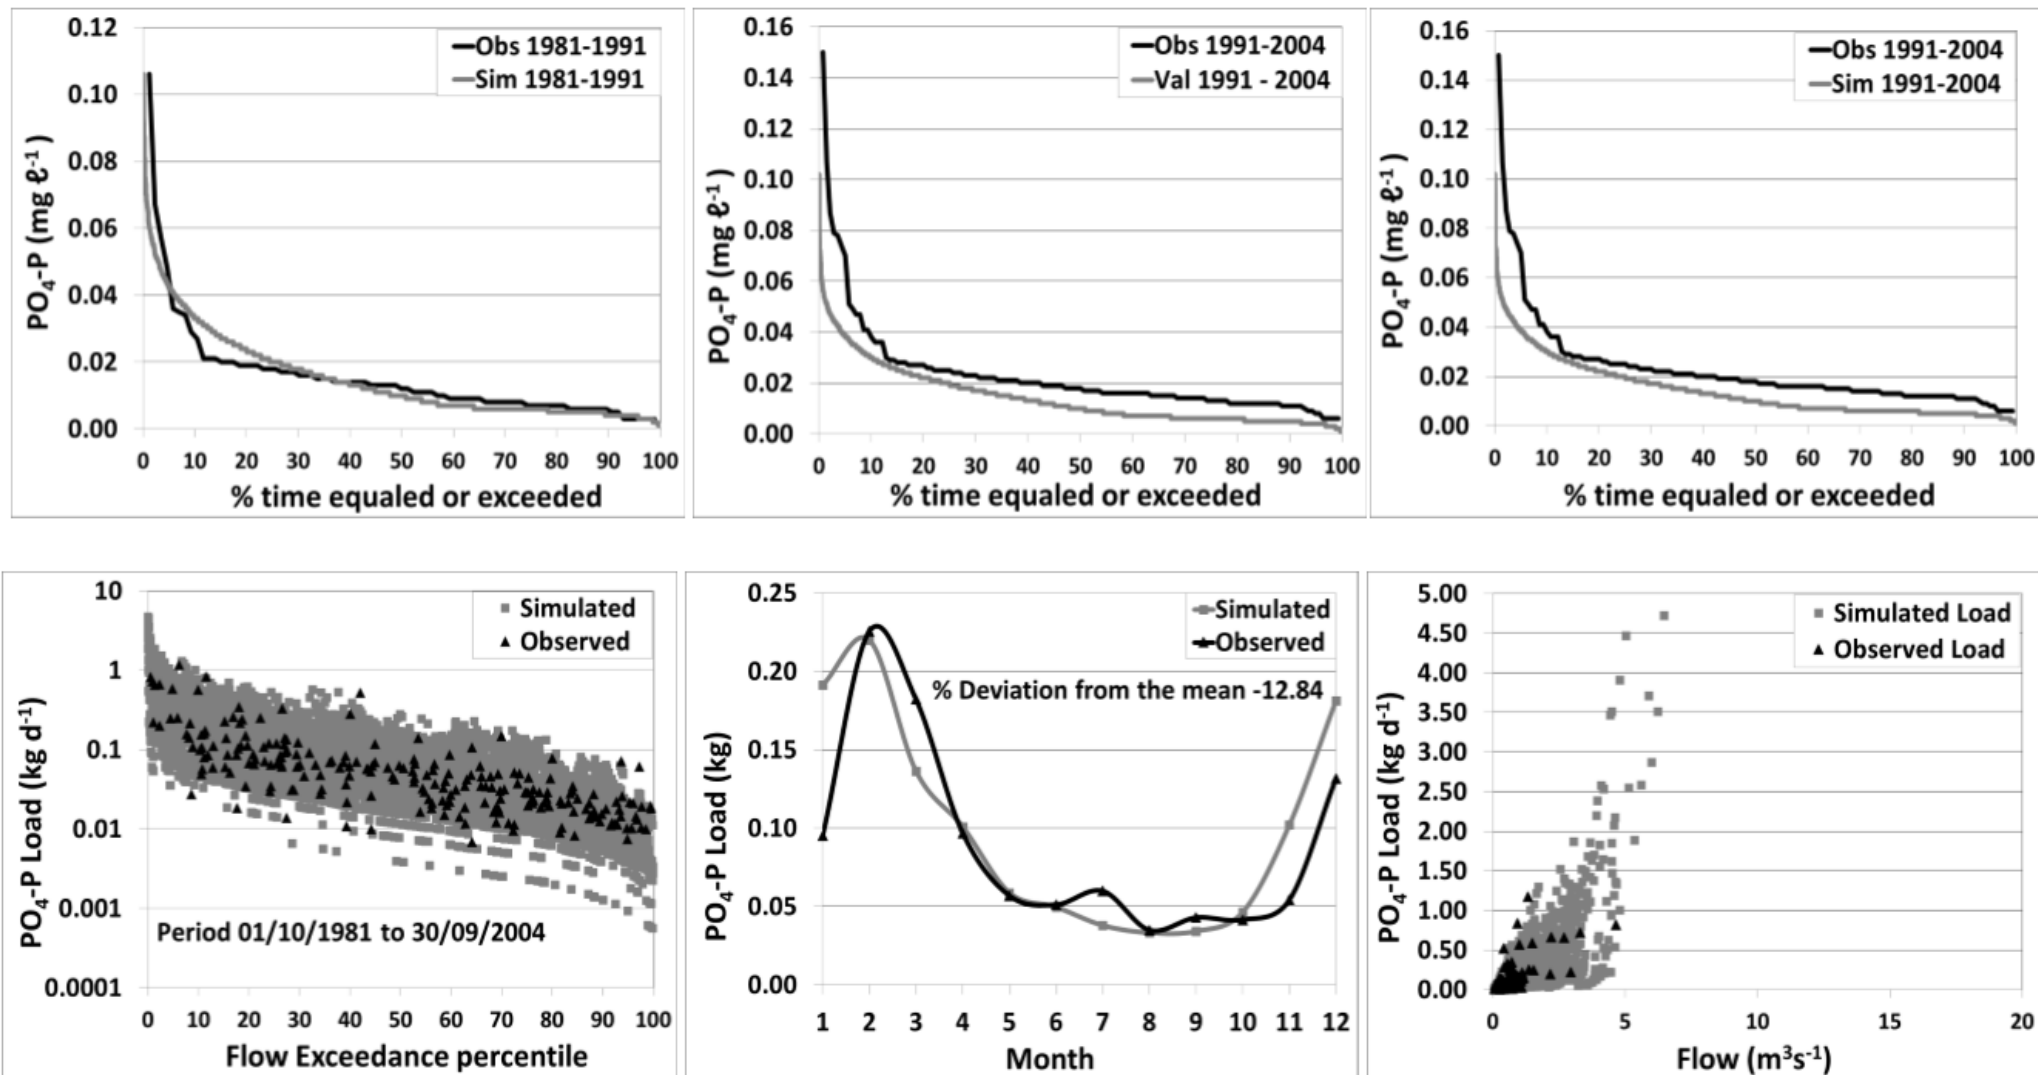 0.12
0.10
0.08
0.06
0.04
0.02
0.00
PO4-P (mg ℓ-1)
Obs 1981-1991
Sim 1981-1991
0 10 20 30 40 50 60 70 80 90 100
% time equaled or exceeded
0.16
0.14
0.12
0.10
0.08
0.06
0.04
0.02
0.00
PO4-P (mg ℓ-1)
Obs 1991-2004
Val 1991 - 2004
0 10 20 30 40 50 60 70 80 90 100
% time equaled or exceeded
0.16
0.14
0.12
0.10
0.08
0.06
0.04
0.02
0.00
PO4-P (mg ℓ-1)
Obs 1991-2004
Sim 1991-2004
0 10 20 30 40 50 60 70 80 90 100
% time equaled or exceeded
10
1
0.1
0.01
0.001
0.0001
PO4-P Load (kg d-1)
Simulated
Observed
Period 01/10/1981 to 30/09/2004
0 10 20 30 40 50 60 70 80 90 100
Flow Exceedance percentile
0.25
0.20
0.15
0.10
0.05
0.00
PO4-P Load (kg)
Simulated
Observed
% Deviation from the mean -12.84
1 2 3 4 5 6 7 8 9 10 11 12
Month
5.00
4.50
4.00
3.50
3.00
2.50
2.00
1.50
1.00
0.50
0.00
PO4-P Load (kg d-1)
Simulated Load
Observed Load
0 5 10 15 20
Flow (m3s-1)